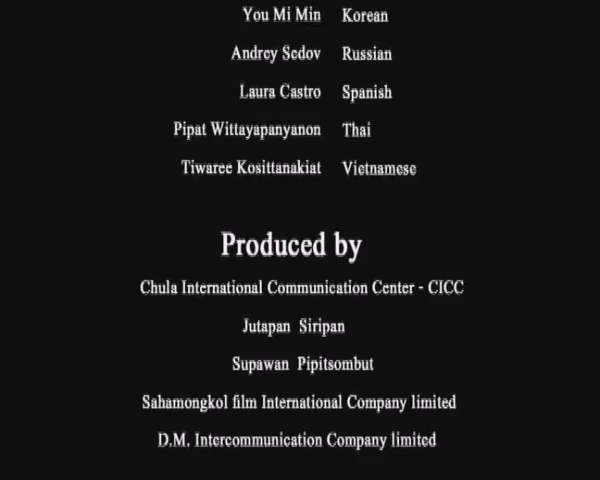 You Mi Min Korean
Andrey Sedov Russian
Laura Castro Spanish
Pipat Wittayapanyanon Thai
Tiwaree Kosittanakiat Vietnamese
Produced by
Chula International Communication Center - CICC
Jutapan Siripan
Supawan Pipitsombut
Sahamongkol film International Company limited
D.M. Intercommunication Company limited